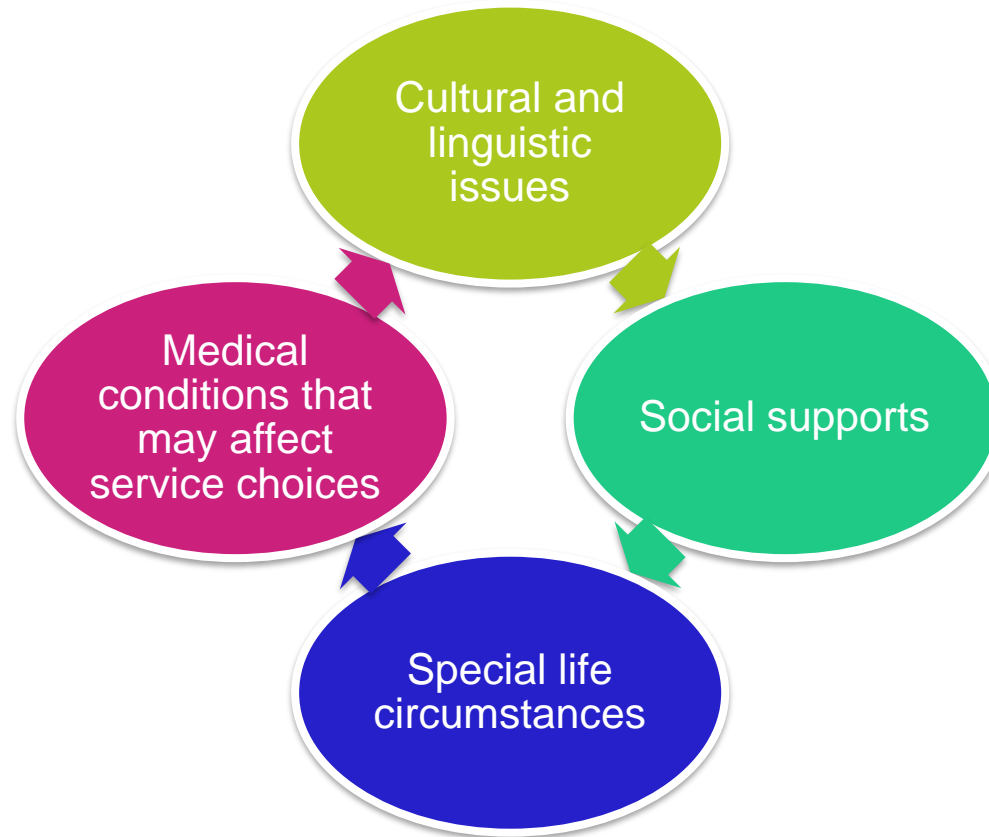 Cultural and
linguistic
issues
Social supports
Special life
circumstances
Medical
conditions that
may affect
service choices